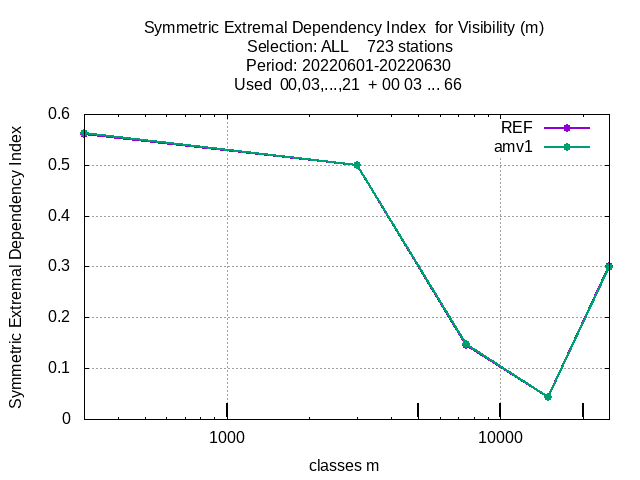 Symmetric Extremal Dependency Index  for Visibility (m)
Selection: ALL    723 stations
Period: 20220601-20220630
Used  00,03,...,21  + 00 03 ... 66
REF
amv1
0.6
0.5
0.4
0.3
0.2
0.1
0
Symmetric Extremal Dependency Index
1000
10000
classes m